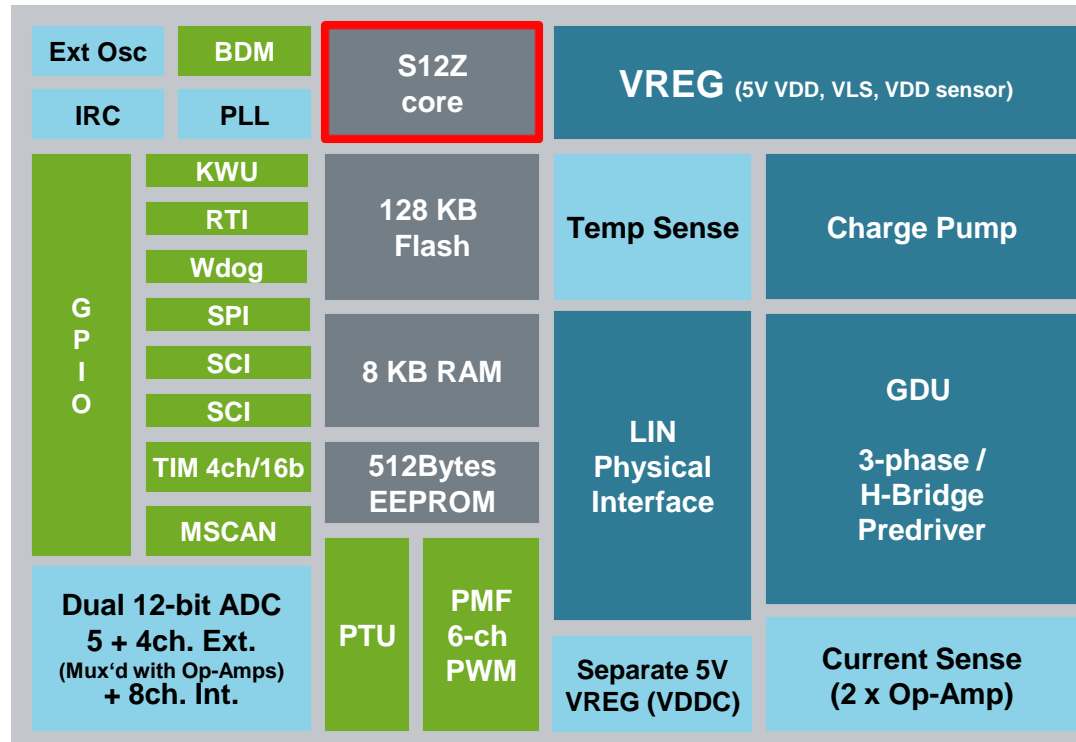 Ext Osc
BDM
IRC
PLL
S12Z
core
VREG (5V VDD, VLS, VDD sensor)
G
P
I
O
KWU
RTI
Wdog
SPI
SCI
SCI
TIM 4ch/16b
MSCAN
128 KB
Flash
8 KB RAM
512Bytes
EEPROM
Temp Sense
Charge Pump
LIN
Physical
Interface
GDU
3-phase /
H-Bridge
Predriver
Dual 12-bit ADC
5 + 4ch. Ext.
(Mux‘d with Op-Amps)
+ 8ch. Int.
PTU
PMF
6-ch
PWM
Separate 5V
VREG (VDDC)
Current Sense
(2 x Op-Amp)